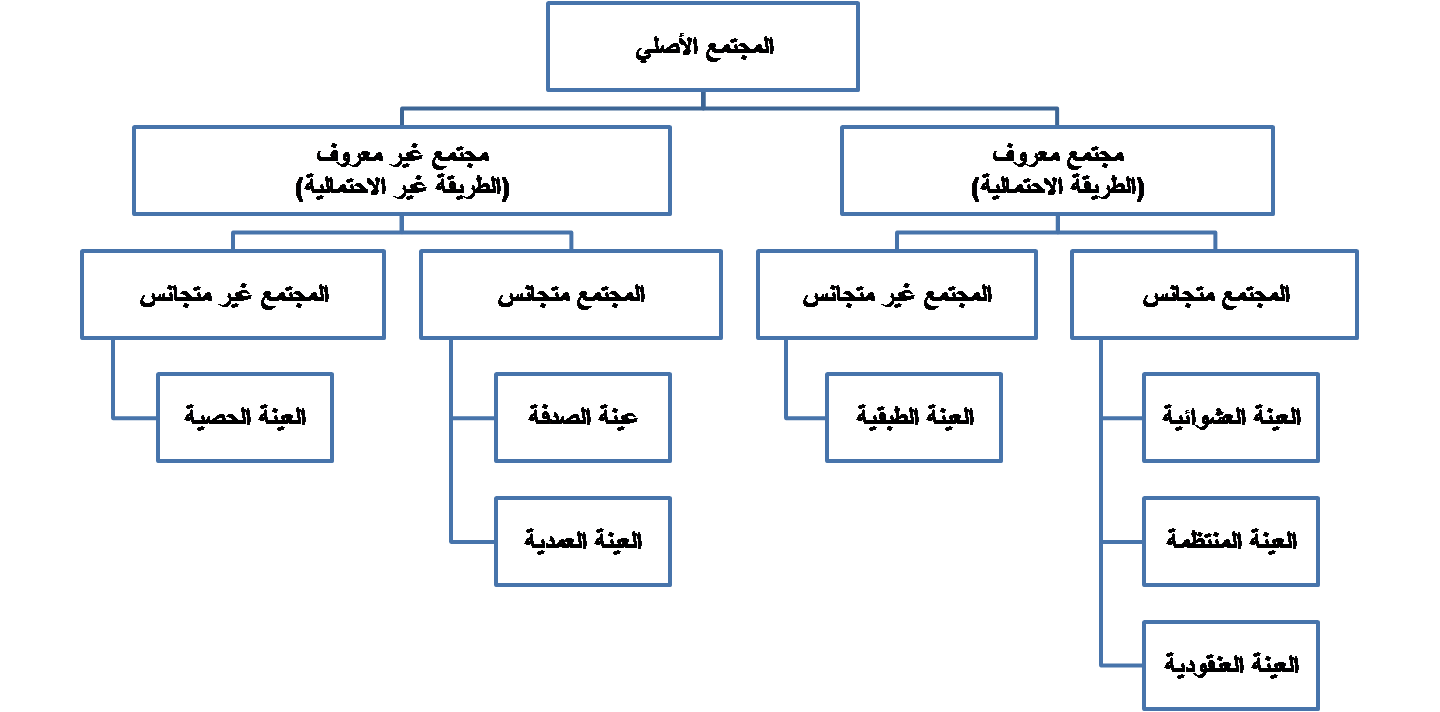 المجتمع الأصلي
مجتمع معروف
(الطريقة الاحتمالية)
مجتمع غير معروف
(الطريقة غير الاحتمالية)
المجتمع متجانس
المجتمع غير متجانس
المجتمع متجانس
المجتمع غير متجانس
العينة العشوائية
العينة الطبقية
عينة الصدفة
العينة الحصية
العينة المنتظمة
العينة العمدية
العينة العنقودية